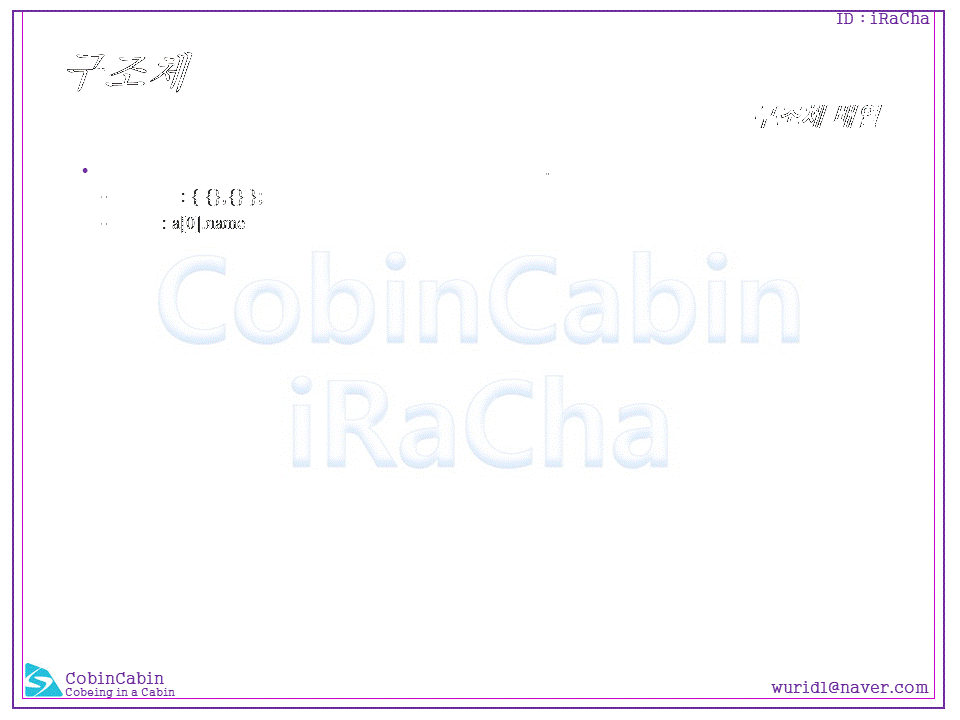 ID : iRaCha
구조체
구조체 배열
•
: { {},{} };
: a[0].name
CobinCabin
iRaCha
CobinCabin
Cobeing in a Cabin
wuridl@naver.com